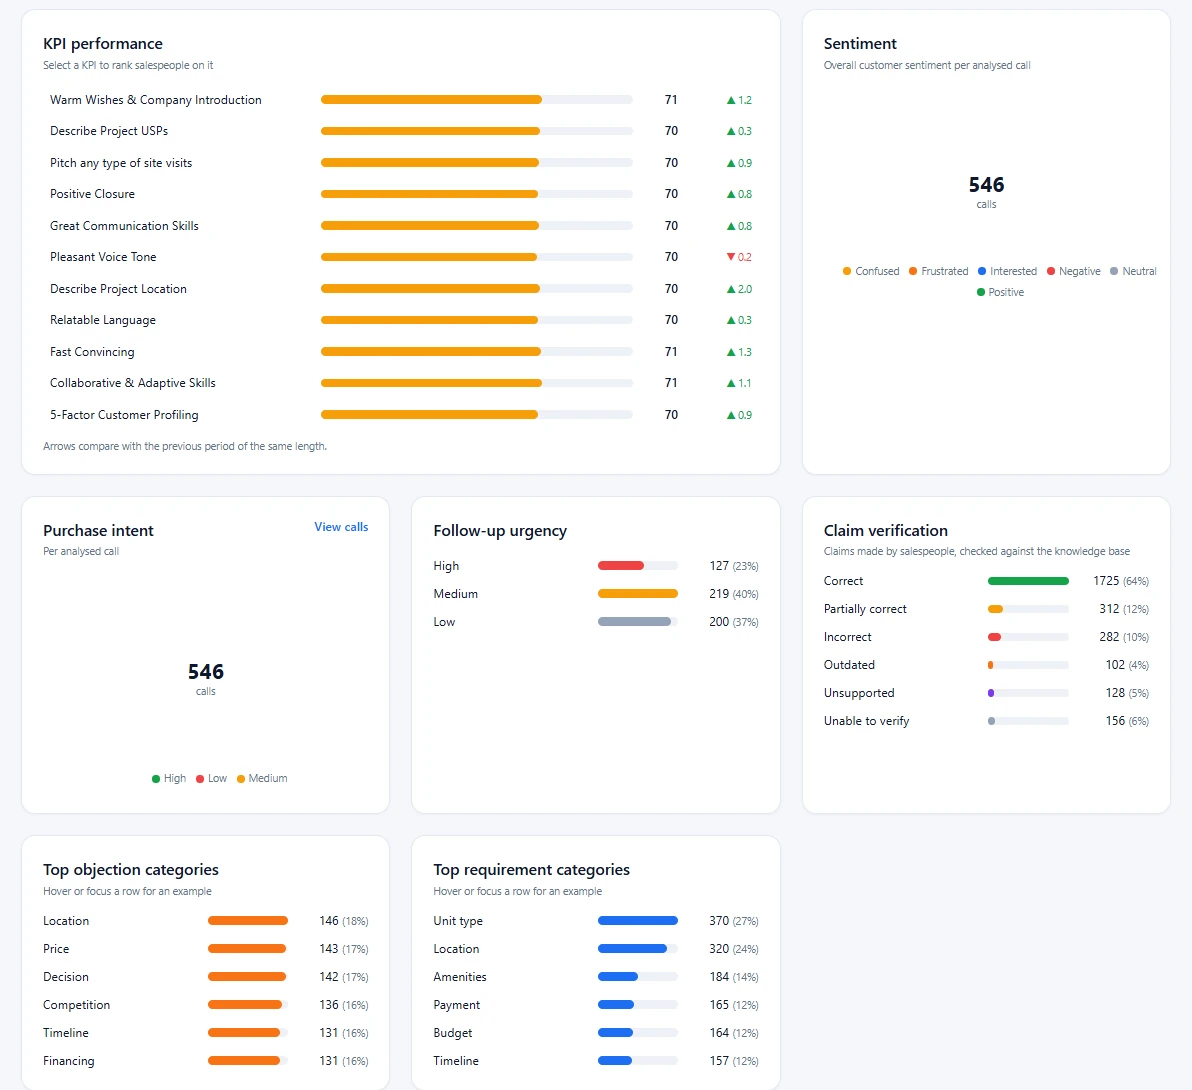 KPI performance
Select a KPI to rank salespeople on it
Warm Wishes & Company Introduction 71 ▲ 1.2
Describe Project USPs 70 ▲ 0.3
Pitch any type of site visits 70 ▲ 0.9
Positive Closure 70 ▲ 0.8
Great Communication Skills 70 ▲ 0.8
Pleasant Voice Tone 70 ▼ 0.2
Describe Project Location 70 ▲ 2.0
Relatable Language 70 ▲ 0.3
Fast Convincing 71 ▲ 1.3
Collaborative & Adaptive Skills 71 ▲ 1.1
5-Factor Customer Profiling 70 ▲ 0.9
Arrows compare with the previous period of the same length.
Sentiment
Overall customer sentiment per analysed call
546
calls
Confused Frustrated Interested Negative Neutral
Positive
Purchase intent View calls
Per analysed call
546
calls
High Low Medium
Follow-up urgency
High 127 (23%)
Medium 219 (40%)
Low 200 (37%)
Claim verification
Claims made by salespeople, checked against the knowledge base
Correct 1725 (64%)
Partially correct 312 (12%)
Incorrect 282 (10%)
Outdated 102 (4%)
Unsupported 128 (5%)
Unable to verify 156 (6%)
Top objection categories
Hover or focus a row for an example
Location 146 (18%)
Price 143 (17%)
Decision 142 (17%)
Competition 136 (16%)
Timeline 131 (16%)
Financing 131 (16%)
Top requirement categories
Hover or focus a row for an example
Unit type 370 (27%)
Location 320 (24%)
Amenities 184 (14%)
Payment 165 (12%)
Budget 164 (12%)
Timeline 157 (12%)